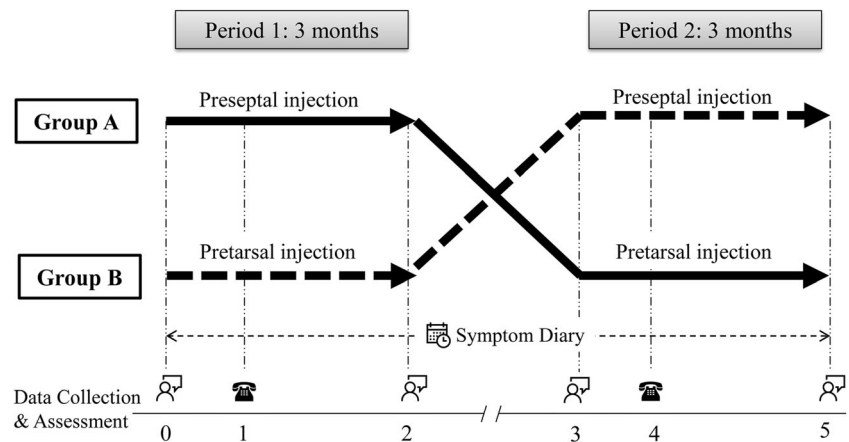 Period 1: 3 months
Period 2: 3 months
Preseptal injection
Preseptal injection
Group A
Pretarsal injection
Pretarsal injection
Group B
Symptom Diary
Data Collection
& Assessment
0 1 2 3 4 5